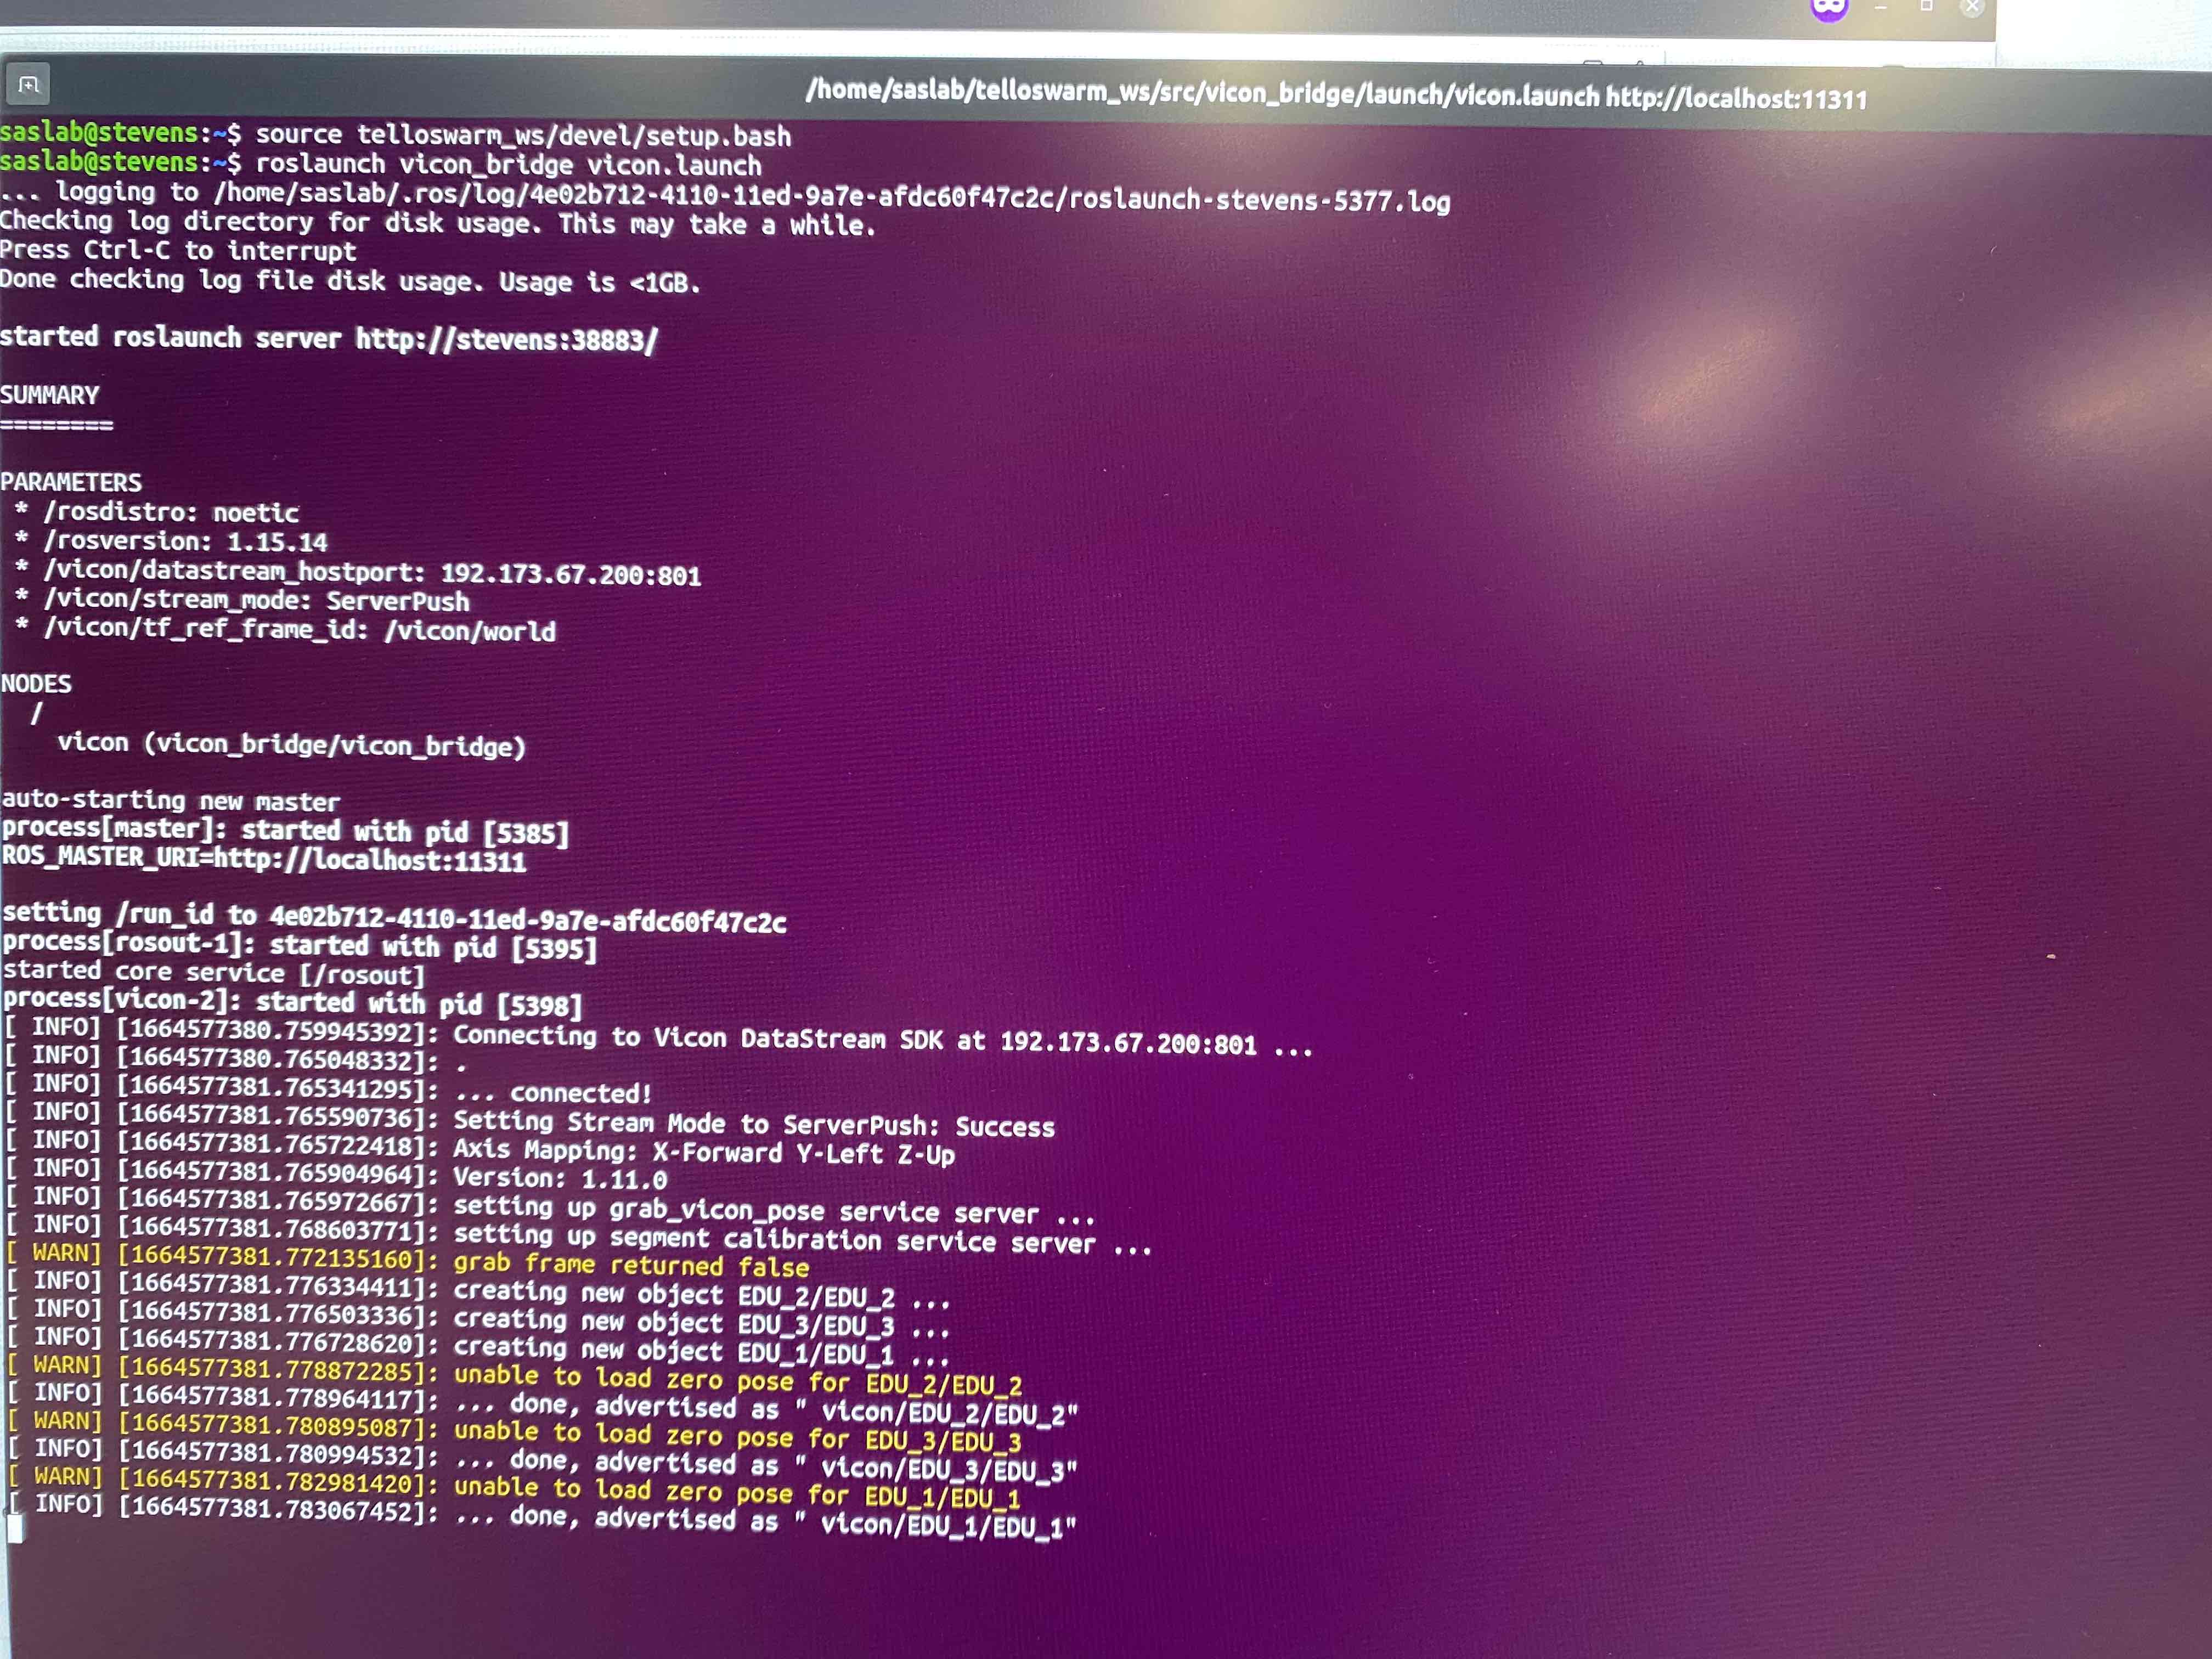 /home/saslab/telloswarm_ws/src/vicon_bridge/launch/vicon.launch http://localhost:11311
saslab@stevens:~$ source telloswarm_ws/devel/setup.bash
saslab@stevens:~$ roslaunch vicon_bridge vicon.launch
... logging to /home/saslab/.ros/log/4e02b712-4110-11ed-9a7e-afdc60f47c2c/roslaunch-stevens-5377.log
Checking log directory for disk usage. This may take a while.
Press Ctrl-C to interrupt
Done checking log file disk usage. Usage is <1GB.
started roslaunch server http://stevens:38883/
SUMMARY
========
PARAMETERS
* /rosdistro: noetic
* /rosversion: 1.15.14
* /vicon/datastream_hostport: 192.173.67.200:801
* /vicon/stream_mode: ServerPush
* /vicon/tf_ref_frame_id: /vicon/world
NODES
/
vicon (vicon_bridge/vicon_bridge)
auto-starting new master
process[master]: started with pid [5385]
ROS_MASTER_URI=http://localhost:11311
setting /run_id to 4e02b712-4110-11ed-9a7e-afdc60f47c2c
process[rosout-1]: started with pid [5395]
started core service [/rosout]
process[vicon-2]: started with pid [5398]
[ INFO] [1664577380.759945392]: Connecting to Vicon DataStream SDK at 192.173.67.200:801 ...
[ INFO] [1664577380.765048332]: .
[ INFO] [1664577381.765341295]: ... connected!
[ INFO] [1664577381.765590736]: Setting Stream Mode to ServerPush: Success
[ INFO] [1664577381.765722418]: Axis Mapping: X-Forward Y-Left Z-Up
[ INFO] [1664577381.765904964]: Version: 1.11.0
[ INFO] [1664577381.765972667]: setting up grab_vicon_pose service server ...
[ INFO] [1664577381.768603771]: setting up segment calibration service server ...
[ WARN] [1664577381.772135160]: grab frame returned false
[ INFO] [1664577381.776334411]: creating new object EDU_2/EDU_2 ...
[ INFO] [1664577381.776503336]: creating new object EDU_3/EDU_3 ...
[ INFO] [1664577381.776728620]: creating new object EDU_1/EDU_1 ...
[ WARN] [1664577381.778872285]: unable to load zero pose for EDU_2/EDU_2
[ INFO] [1664577381.778964117]: ... done, advertised as " vicon/EDU_2/EDU_2"
[ WARN] [1664577381.780895087]: unable to load zero pose for EDU_3/EDU_3
[ INFO] [1664577381.780994532]: ... done, advertised as " vicon/EDU_3/EDU_3"
[ WARN] [1664577381.782981420]: unable to load zero pose for EDU_1/EDU_1
[ INFO] [1664577381.783067452]: ... done, advertised as " vicon/EDU_1/EDU_1"